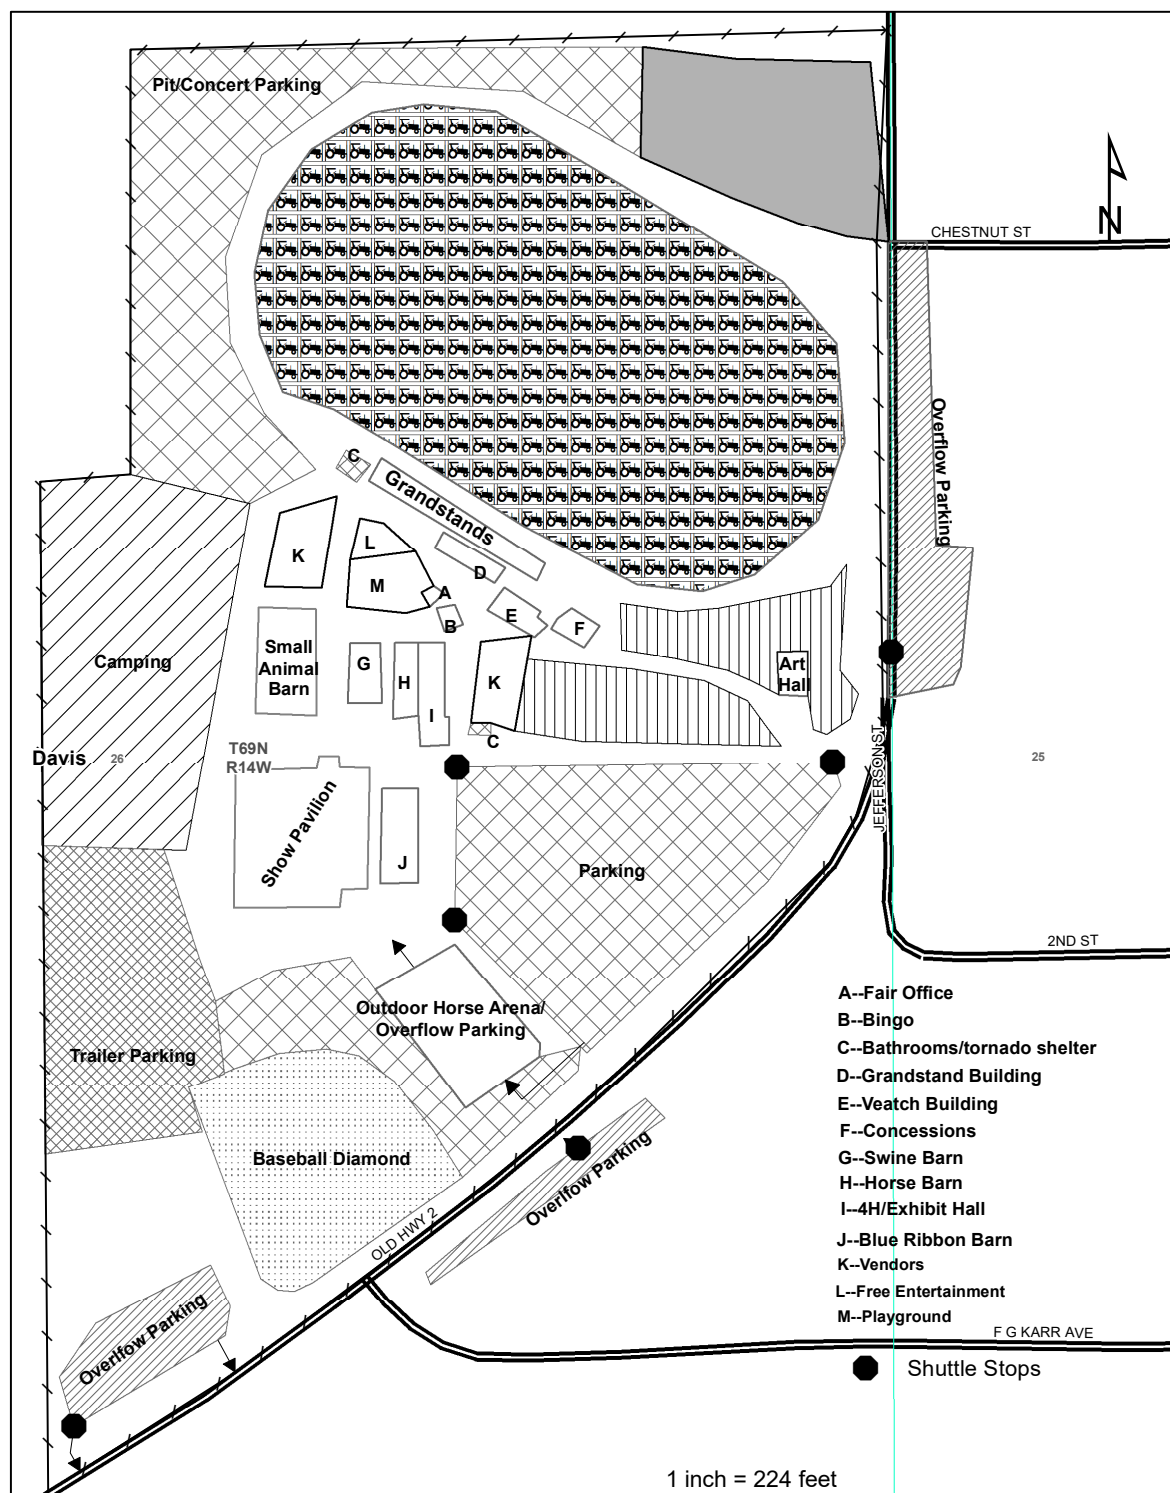 Pit/Concert Parking
N
CHESTNUT ST
Overflow Parking
C
Grandstands
K
L
M
D
A
B
E
F
Camping
Small
Animal
Barn
G
H
I
K
C
Art
Hall
Davis
26
T69N
R14W
25
JEFFERSON ST
Show Pavilion
J
Parking
2ND ST
Outdoor Horse Arena/
Overflow Parking
Trailer Parking
Baseball Diamond
Overlfow Parking
OLD HWY 2
Overlfow Parking
A--Fair Office
B--Bingo
C--Bathrooms/tornado shelter
D--Grandstand Building
E--Veatch Building
F--Concessions
G--Swine Barn
H--Horse Barn
I--4H/Exhibit Hall
J--Blue Ribbon Barn
K--Vendors
L--Free Entertainment
M--Playground
F G KARR AVE
Shuttle Stops
1 inch = 224 feet